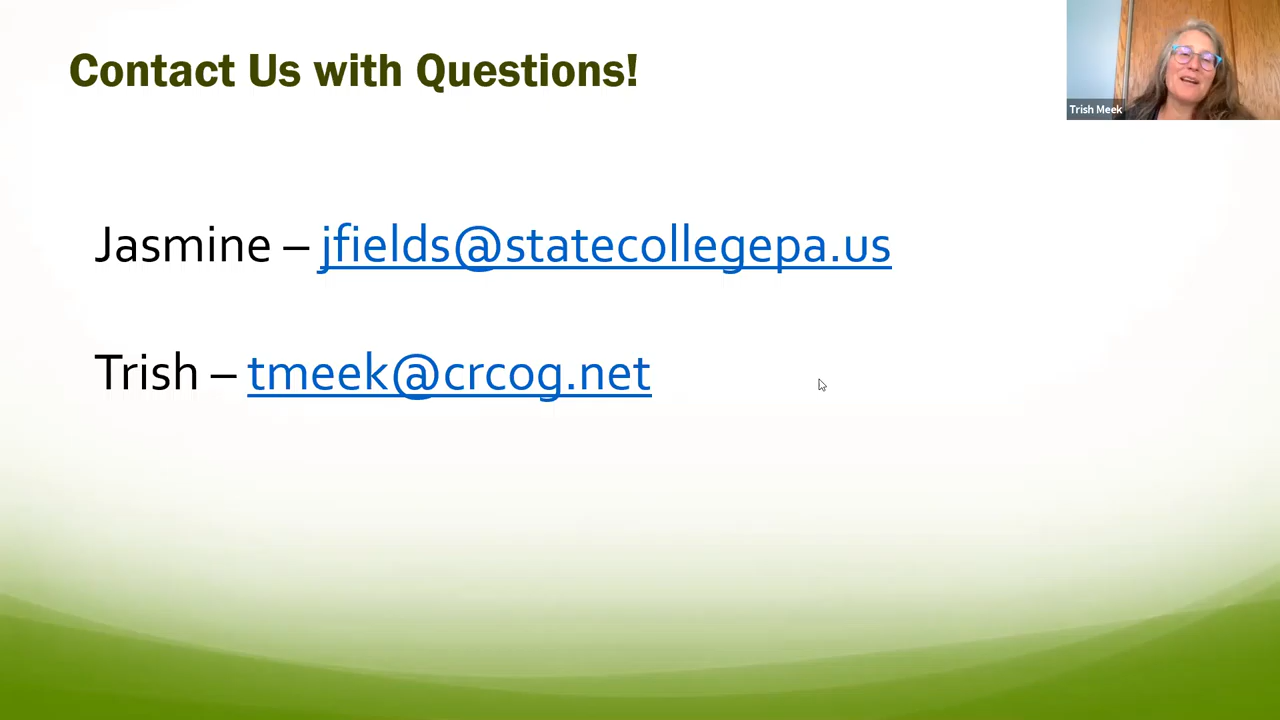 Contact Us with Questions!
Trish Meek
Jasmine – jfields@statecollegepa.us
Trish – tmeek@crcog.net